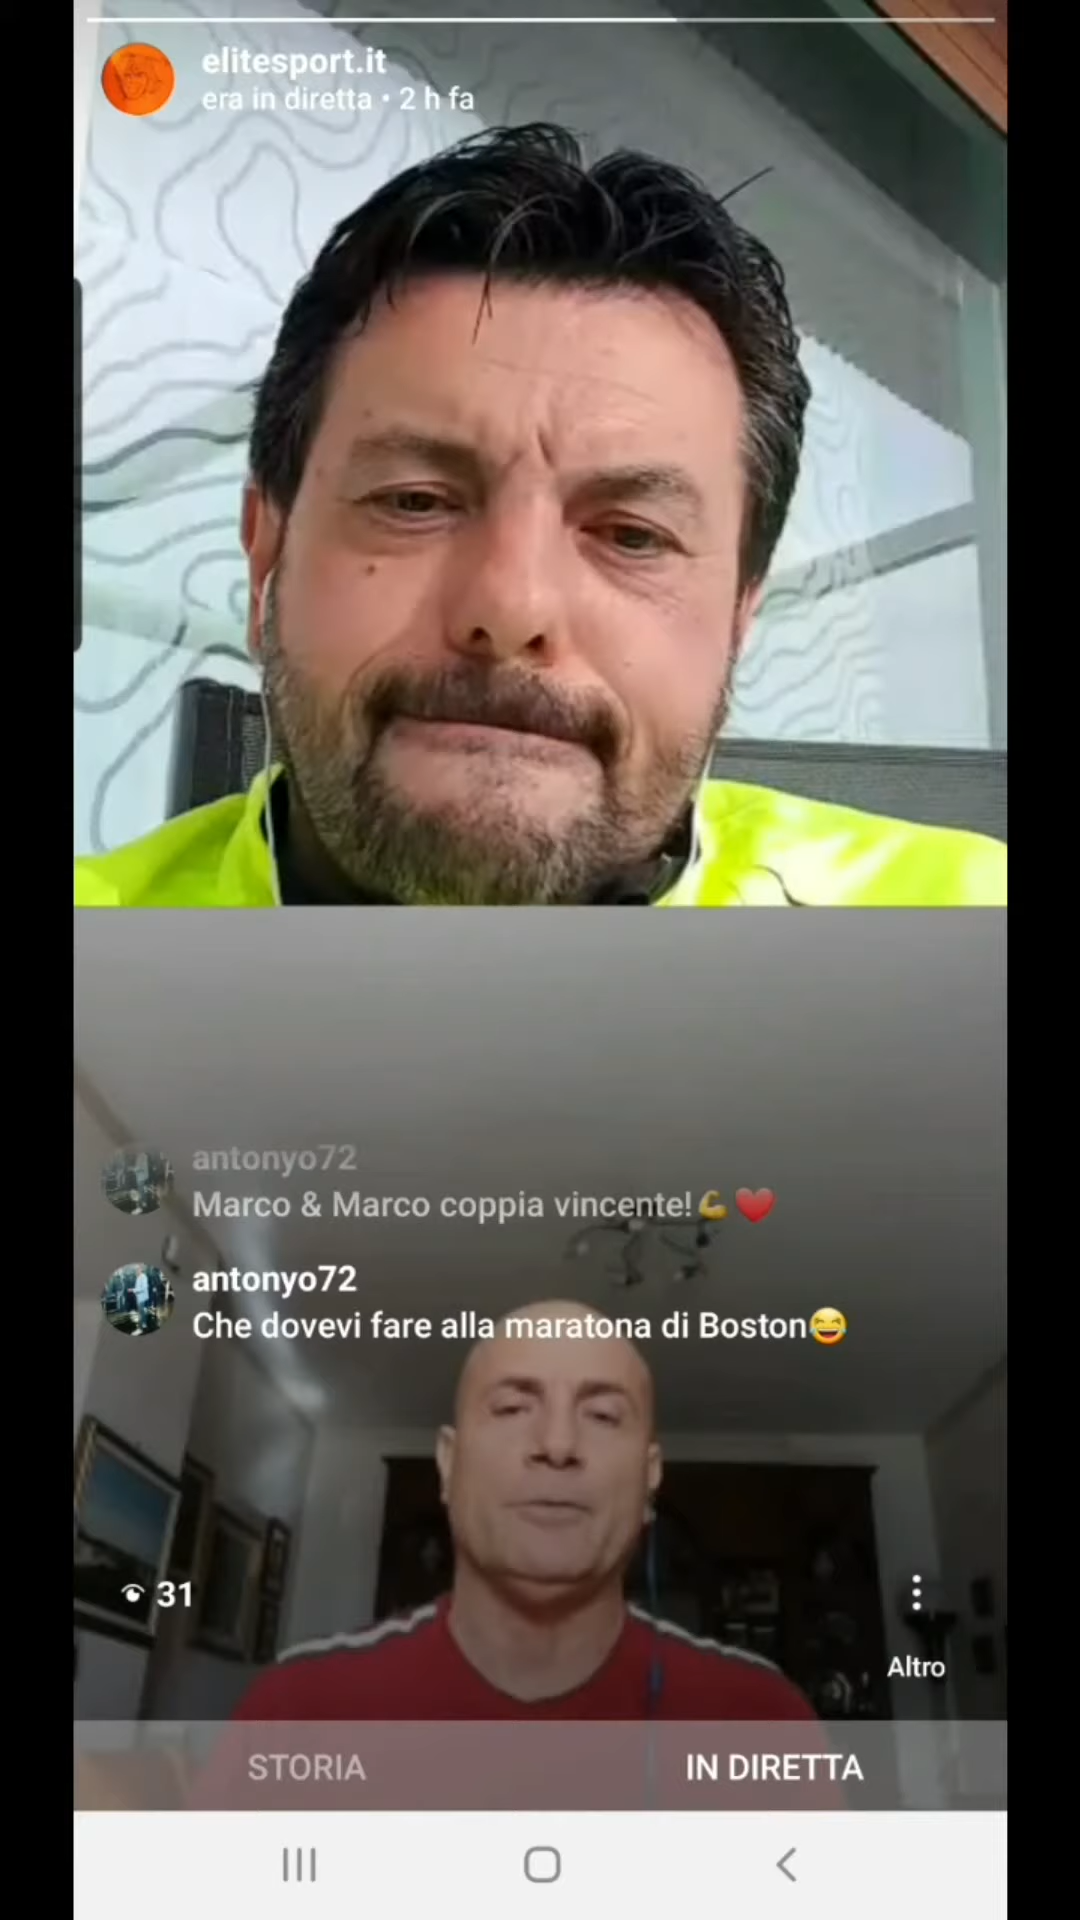 elitesport.it
era in diretta • 2 h fa
antonyo72
Marco & Marco coppia vincente!💪❤️
antonyo72
Che dovevi fare alla maratona di Boston😂
31
Altro
STORIA
IN DIRETTA